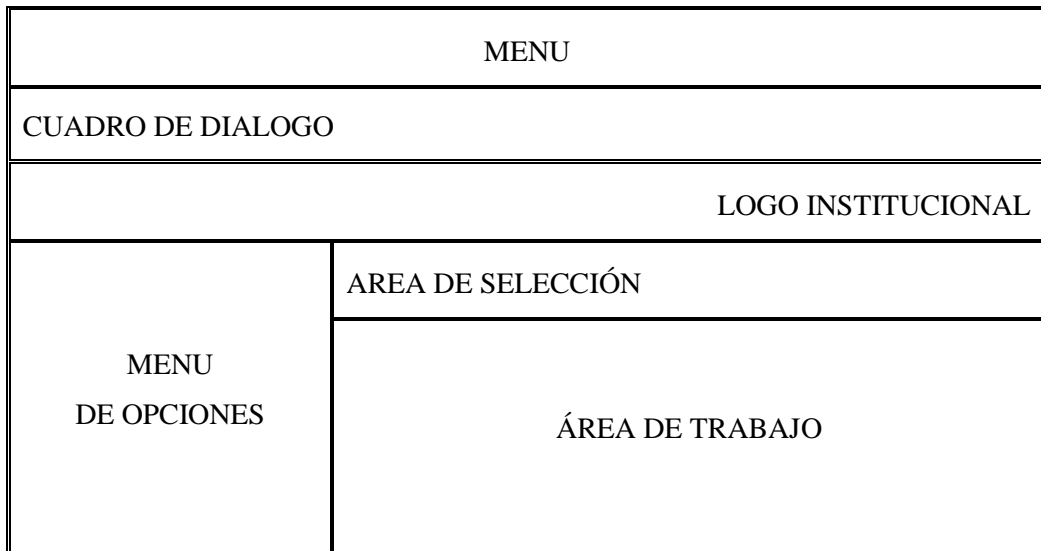 MENU
CUADRO DE DIALOGO
LOGO INSTITUCIONAL
AREA DE SELECCIÓN
MENU
DE OPCIONES
ÁREA DE TRABAJO